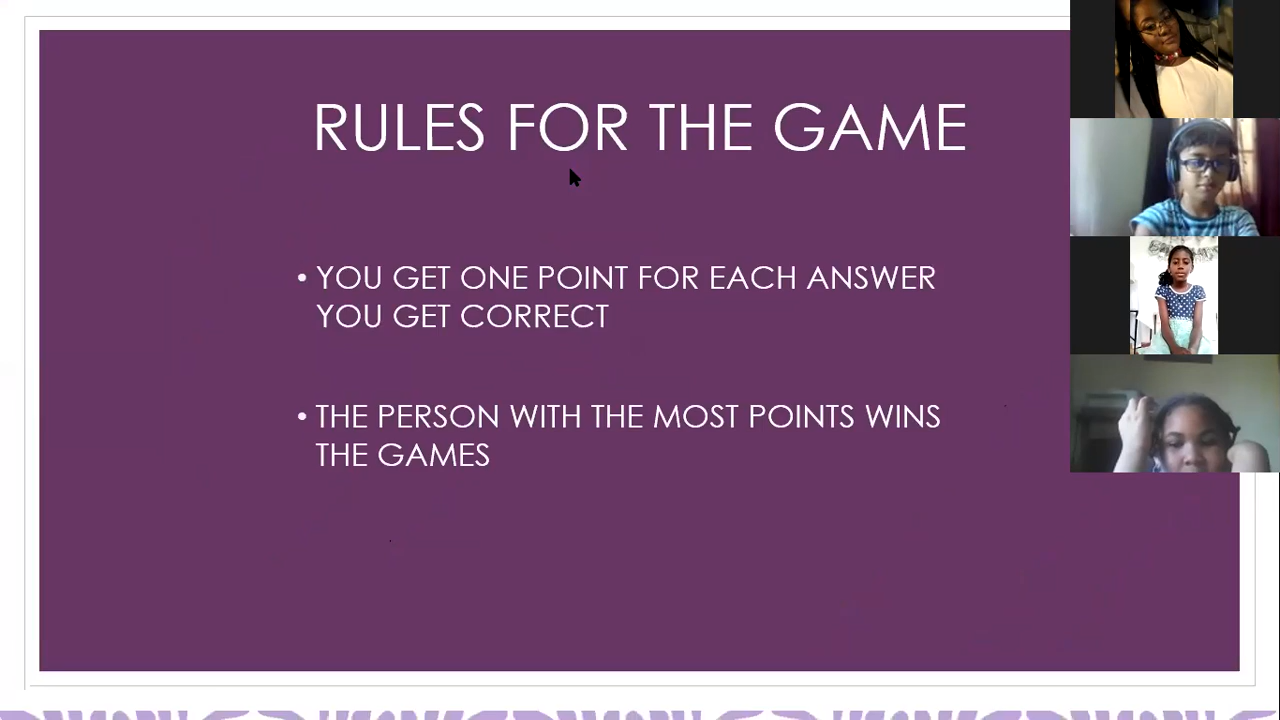 RULES FOR THE GAME
• YOU GET ONE POINT FOR EACH ANSWER
YOU GET CORRECT
• THE PERSON WITH THE MOST POINTS WINS
THE GAMES